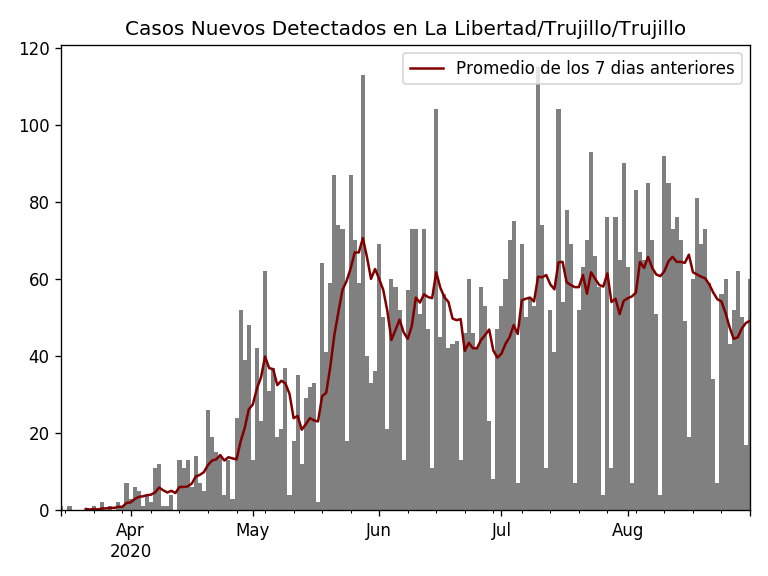 Casos Nuevos Detectados en La Libertad/Trujillo/Trujillo
Promedio de los 7 dias anteriores
120
100
80
60
40
20
0
Apr
2020
May
Jun
Jul
Aug